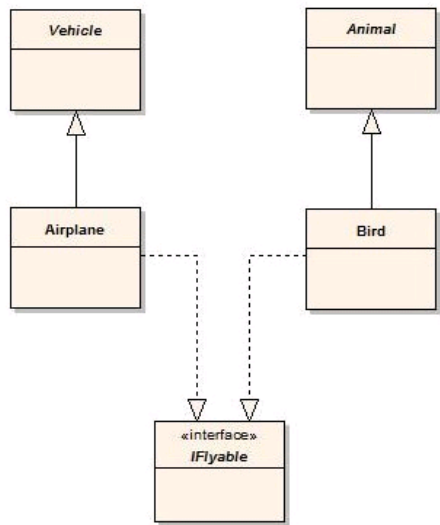 Vehicle
Animal
Airplane
Bird
«interface»
IFlyable